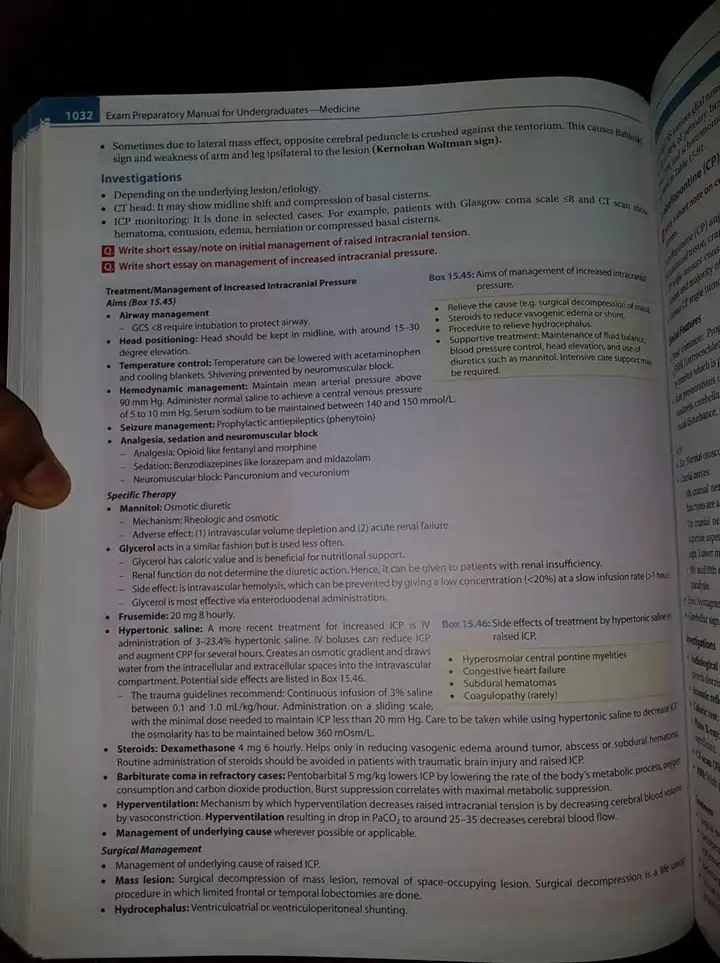 1032 Exam Preparatory Manual for Undergraduates—Medicine
• Sometimes due to lateral mass effect, opposite cerebral peduncle is crushed against the tentorium. This causes Babinski
sign and weakness of arm and leg ipsilateral to the lesion (Kernohan Woltman sign).
Investigations
• Depending on the underlying lesion/etiology.
• CT head: It may show midline shift and compression of basal cisterns.
• ICP monitoring: It is done in selected cases. For example, patients with Glasgow coma scale ≤8 and CT scan show
hematoma, contusion, edema, herniation or compressed basal cisterns.
Q. Write short essay/note on initial management of raised intracranial tension.
Q. Write short essay on management of increased intracranial pressure.
Treatment/Management of Increased Intracranial Pressure
Aims (Box 15.45)
• Airway management
– GCS <8 require intubation to protect airway.
• Head positioning: Head should be kept in midline, with around 15–30
degree elevation.
• Temperature control: Temperature can be lowered with acetaminophen
and cooling blankets. Shivering prevented by neuromuscular block.
• Hemodynamic management: Maintain mean arterial pressure above
90 mm Hg. Administer normal saline to achieve a central venous pressure
of 5 to 10 mm Hg. Serum sodium to be maintained between 140 and 150 mmol/L.
• Seizure management: Prophylactic antiepileptics (phenytoin)
• Analgesia, sedation and neuromuscular block
– Analgesia: Opioid like fentanyl and morphine
– Sedation: Benzodiazepines like lorazepam and midazolam
– Neuromuscular block: Pancuronium and vecuronium
Box 15.45: Aims of management of increased intracranial
pressure.
• Relieve the cause (e.g. surgical decompression of mass)
• Steroids to reduce vasogenic edema or shunt.
• Procedure to relieve hydrocephalus.
• Supportive treatment: Maintenance of fluid balance,
blood pressure control, head elevation, and use of
diuretics such as mannitol. Intensive care support may
be required.
Specific Therapy
• Mannitol: Osmotic diuretic
– Mechanism: Rheologic and osmotic
– Adverse effect: (1) Intravascular volume depletion and (2) acute renal failure
• Glycerol acts in a similar fashion but is used less often.
– Glycerol has caloric value and is beneficial for nutritional support.
– Renal function do not determine the diuretic action. Hence, it can be given to patients with renal insufficiency.
– Side effect: is intravascular hemolysis, which can be prevented by giving a low concentration (<20%) at a slow infusion rate (>1 hour)
– Glycerol is most effective via enteroduodenal administration.
• Frusemide: 20 mg 8 hourly.
• Hypertonic saline: A more recent treatment for increased ICP is IV
administration of 3–23.4% hypertonic saline. IV boluses can reduce ICP
and augment CPP for several hours. Creates an osmotic gradient and draws
water from the intracellular and extracellular spaces into the intravascular
compartment. Potential side effects are listed in Box 15.46.
– The trauma guidelines recommend: Continuous infusion of 3% saline
between 0.1 and 1.0 mL/kg/hour. Administration on a sliding scale,
with the minimal dose needed to maintain ICP less than 20 mm Hg. Care to be taken while using hypertonic saline to decrease ICP
the osmolarity has to be maintained below 360 mOsm/L.
Box 15.46: Side effects of treatment by hypertonic saline in
raised ICP.
• Hyperosmolar central pontine myelities
• Congestive heart failure
• Subdural hematomas
• Coagulopathy (rarely)
• Steroids: Dexamethasone 4 mg 6 hourly. Helps only in reducing vasogenic edema around tumor, abscess or subdural hematoma.
Routine administration of steroids should be avoided in patients with traumatic brain injury and raised ICP.
• Barbiturate coma in refractory cases: Pentobarbital 5 mg/kg lowers ICP by lowering the rate of the body's metabolic process, oxygen
consumption and carbon dioxide production. Burst suppression correlates with maximal metabolic suppression.
• Hyperventilation: Mechanism by which hyperventilation decreases raised intracranial tension is by decreasing cerebral blood volume
by vasoconstriction. Hyperventilation resulting in drop in PaCO₂ to around 25–35 decreases cerebral blood flow.
• Management of underlying cause wherever possible or applicable.
Surgical Management
• Management of underlying cause of raised ICP.
• Mass lesion: Surgical decompression of mass lesion, removal of space-occupying lesion. Surgical decompression is a life-saving
procedure in which limited frontal or temporal lobectomies are done.
• Hydrocephalus: Ventriculoatrial or ventriculoperitoneal shunting.